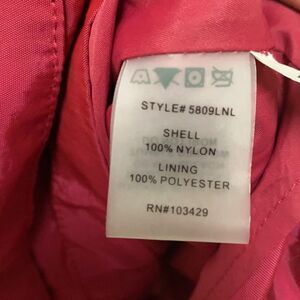 STYLE# 5809LNL
SHELL
100% NYLON
LINING
100% POLYESTER
RN#103429